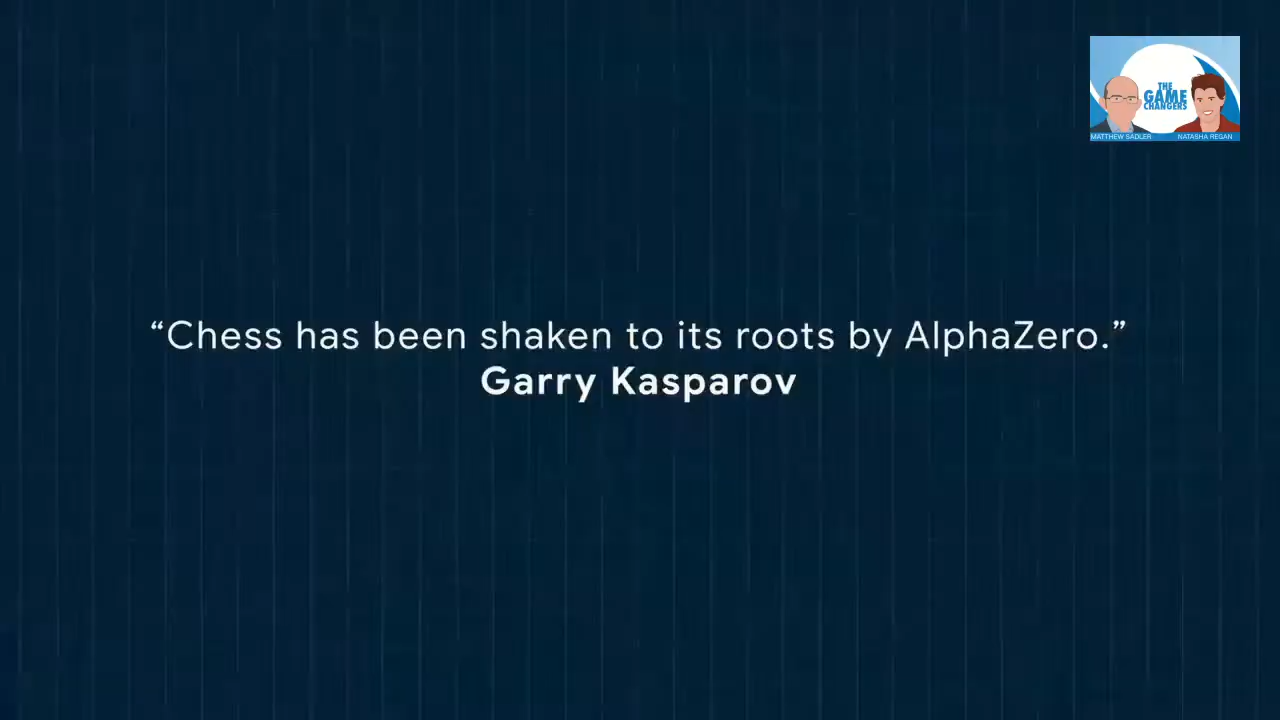 THE
GAME
CHANGERS
MATTHEW SADLER
NATASHA REGAN
“Chess has been shaken to its roots by AlphaZero.”
Garry Kasparov